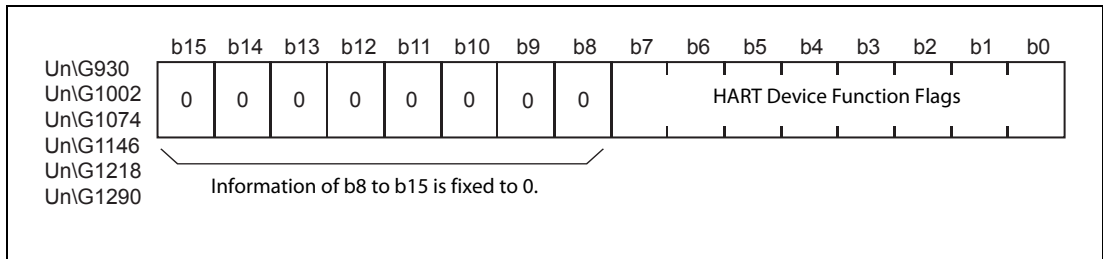 b15 b14 b13 b12 b11 b10 b9 b8 b7 b6 b5 b4 b3 b2 b1 b0
Un\G930
Un\G1002
Un\G1074
Un\G1146
Un\G1218
Un\G1290
0 0 0 0 0 0 0 0 HART Device Function Flags
Information of b8 to b15 is fixed to 0.